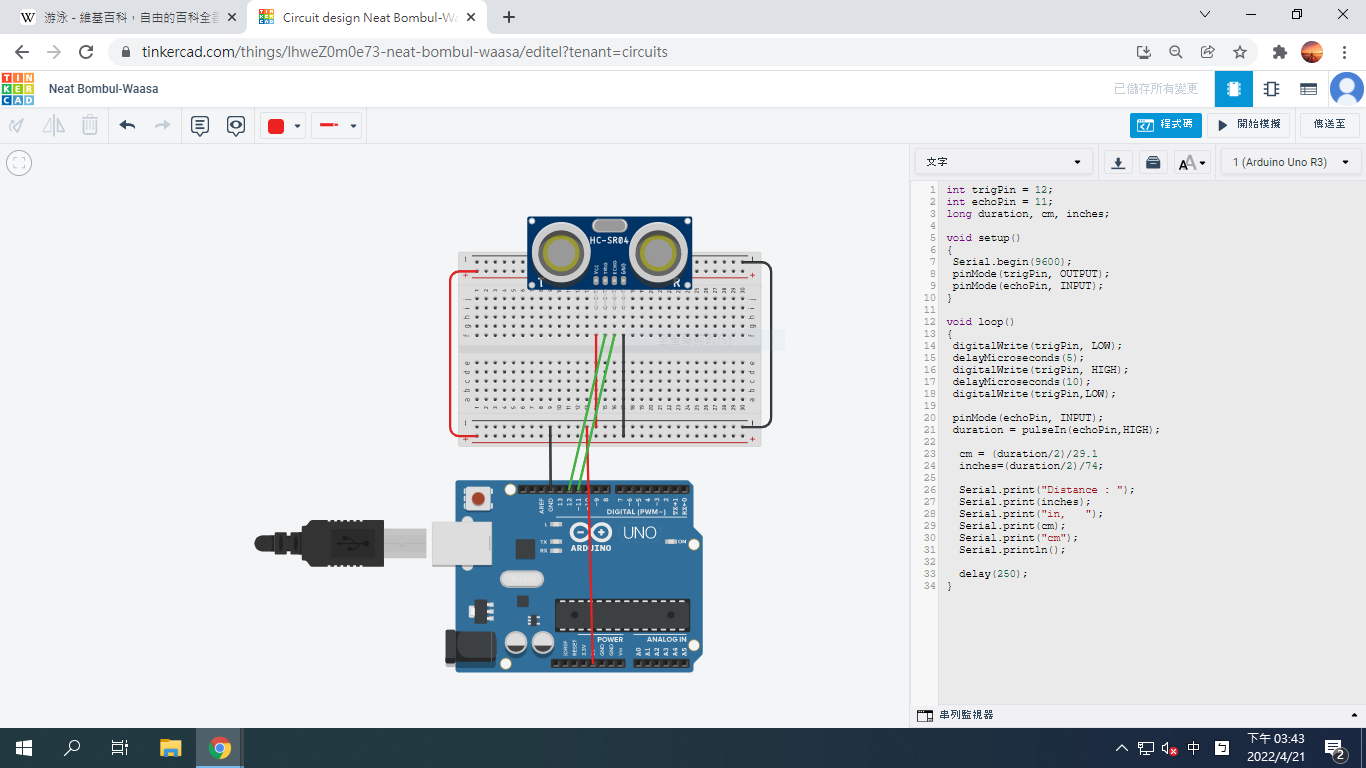 游泳 - 維基百科，自由的百科全書
Circuit design Neat Bombul-Wa
tinkercad.com/things/lhweZ0m0e73-neat-bombul-waasa/editel?tenant=circuits
TIN
KER
CAD
Neat Bombul-Waasa
已儲存所有變更
程式碼
開始模擬
傳送至
文字
1 (Arduino Uno R3)
1 int trigPin = 12;
2 int echoPin = 11;
3 long duration, cm, inches;
4
5 void setup()
6 {
7 Serial.begin(9600);
8 pinMode(trigPin, OUTPUT);
9 pinMode(echoPin, INPUT);
10 }
11
12 void loop()
13 {
14 digitalWrite(trigPin, LOW);
15 delayMicroseconds(5);
16 digitalWrite(trigPin, HIGH);
17 delayMicroseconds(10);
18 digitalWrite(trigPin,LOW);
19
20 pinMode(echoPin, INPUT);
21 duration = pulseIn(echoPin,HIGH);
22
23 cm = (duration/2)/29.1
24 inches=(duration/2)/74;
25
26 Serial.print("Distance : ");
27 Serial.print(inches);
28 Serial.print("in,   ");
29 Serial.print(cm);
30 Serial.print("cm");
31 Serial.println();
32
33 delay(250);
34 }
HC-SR04
AREF
GND
13
12
~11
~9
8
7
~6
~5
4
~3
2
TX→1
RX←0
DIGITAL (PWM~)
L
TX
RX
ARDUINO
UNO
ON
POWER
ANALOG IN
IOREF
RESET
3.3V
GND
GND
Vin
A0
A1
A2
A3
A4
A5
串列監視器
中
下午 03:43
2022/4/21
2